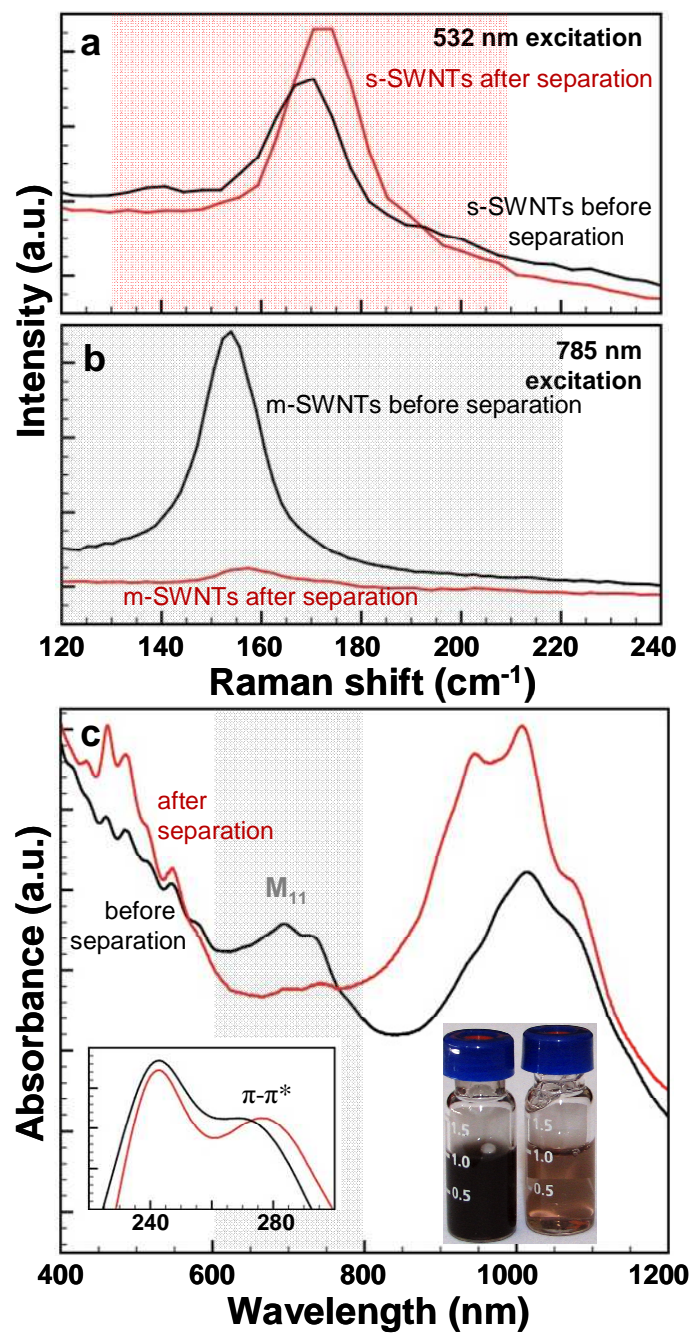 a
532 nm excitation
s-SWNTs after separation
s-SWNTs before
separation
Intensity (a.u.)
b
785 nm
excitation
m-SWNTs before separation
m-SWNTs after separation
120 140 160 180 200 220 240
Raman shift (cm-1)
c
after
separation
M11
before
separation
Absorbance (a.u.)
π-π*
240 280
1.5
1.0
0.5
1.5
1.0
0.5
400 600 800 1000 1200
Wavelength (nm)